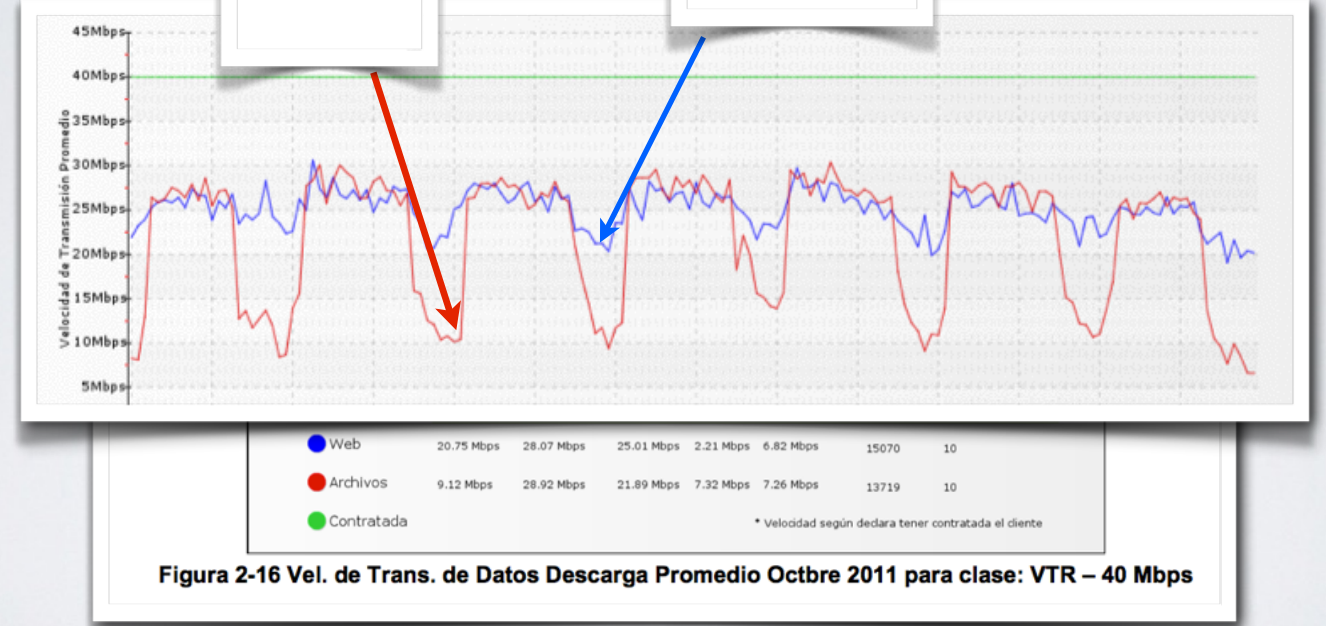 45Mbps
40Mbps
35Mbps
30Mbps
25Mbps
20Mbps
15Mbps
10Mbps
5Mbps
Velocidad de Transmisión Promedio
Web 20.75 Mbps 28.07 Mbps 25.01 Mbps 2.21 Mbps 6.82 Mbps 15070 10
Archivos 9.12 Mbps 28.92 Mbps 21.89 Mbps 7.32 Mbps 7.26 Mbps 13719 10
Contratada * Velocidad según declara tener contratada el cliente
Figura 2-16 Vel. de Trans. de Datos Descarga Promedio Octbre 2011 para clase: VTR – 40 Mbps